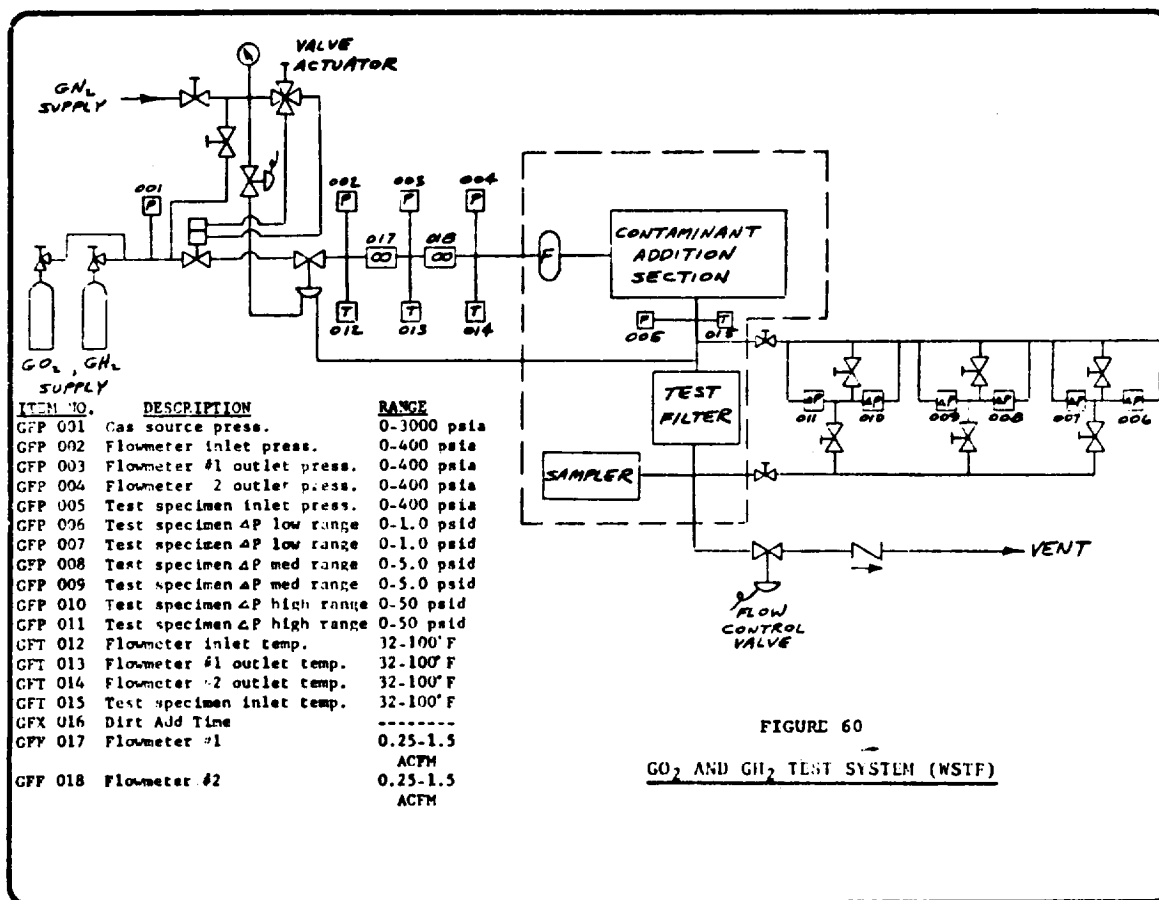 VALVE
ACTUATOR
GN2
SUPPLY
001
P
002
P
003
P
004
P
017
018
F
CONTAMINANT
ADDITION
SECTION
T
012
T
013
T
014
P
005
T
015
GO2, GH2
SUPPLY
TEST
FILTER
SAMPLER
ΔP
011
ΔP
010
ΔP
009
ΔP
008
ΔP
007
ΔP
006
VENT
FLOW
CONTROL
VALVE
ITEM NO. DESCRIPTION RANGE
GFP 001 Gas source press. 0-3000 psia
GFP 002 Flowmeter inlet press. 0-400 psia
GFP 003 Flowmeter #1 outlet press. 0-400 psia
GFP 004 Flowmeter 2 outlet press. 0-400 psia
GFP 005 Test specimen inlet press. 0-400 psia
GFP 006 Test specimen ΔP low range 0-1.0 psid
GFP 007 Test specimen ΔP low range 0-1.0 psid
GFP 008 Test specimen ΔP med range 0-5.0 psid
GFP 009 Test specimen ΔP med range 0-5.0 psid
GFP 010 Test specimen ΔP high range 0-50 psid
GFP 011 Test specimen ΔP high range 0-50 psid
GFT 012 Flowmeter inlet temp. 32-100°F
GFT 013 Flowmeter #1 outlet temp. 32-100°F
GFT 014 Flowmeter #2 outlet temp. 32-100°F
GFT 015 Test specimen inlet temp. 32-100°F
GFX 016 Dirt Add Time --------
GFF 017 Flowmeter #1 0.25-1.5
ACFM
GFF 018 Flowmeter #2 0.25-1.5
ACFM
FIGURE 60
GO2 AND GH2 TEST SYSTEM (WSTF)